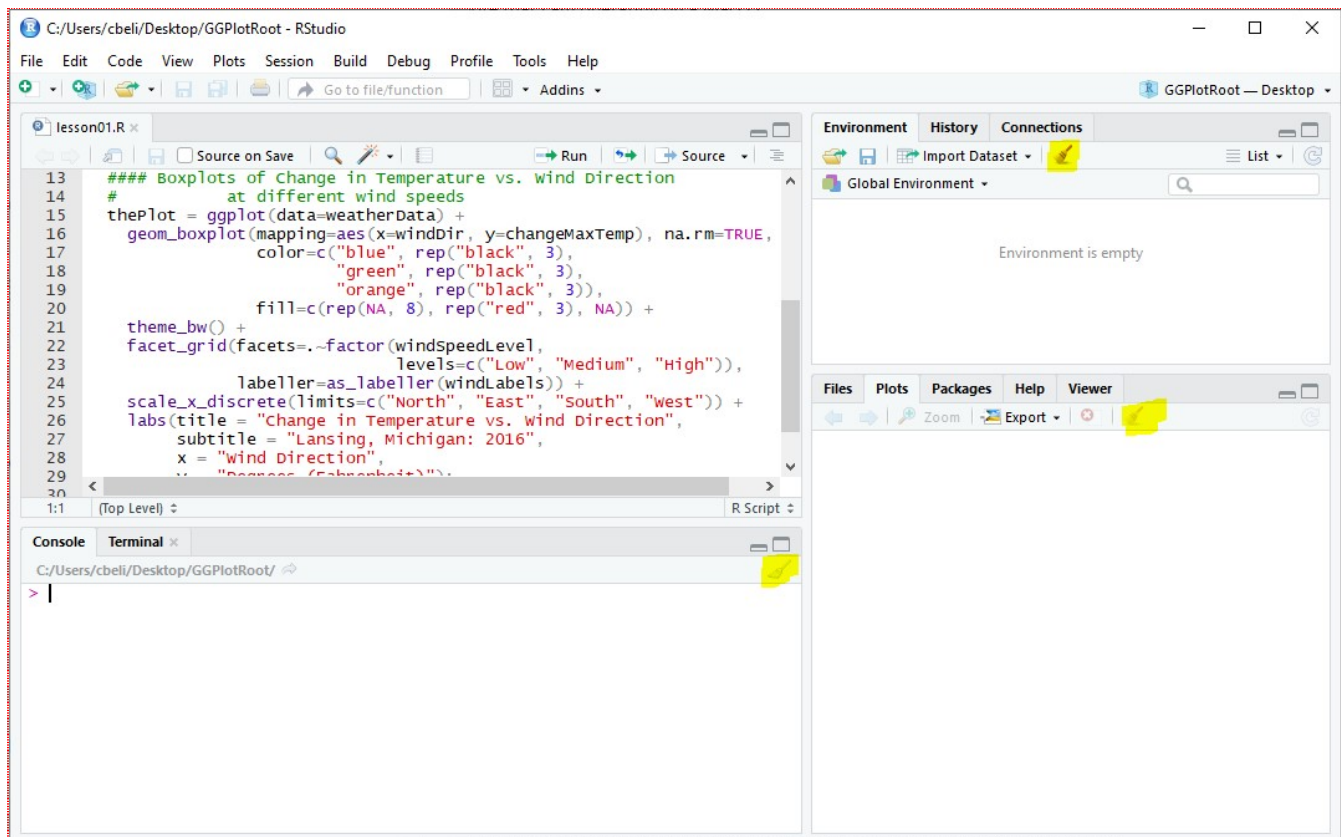 C:/Users/cbeli/Desktop/GGPlotRoot - RStudio
File Edit Code View Plots Session Build Debug Profile Tools Help
Go to file/function Addins GGPlotRoot — Desktop
lesson01.R
Source on Save Run Source
13 #### Boxplots of Change in Temperature vs. Wind Direction
14 # at different wind speeds
15 thePlot = ggplot(data=weatherData) +
16 geom_boxplot(mapping=aes(x=windDir, y=changeMaxTemp), na.rm=TRUE,
17 color=c("blue", rep("black", 3),
18 "green", rep("black", 3),
19 "orange", rep("black", 3)),
20 fill=c(rep(NA, 8), rep("red", 3), NA)) +
21 theme_bw() +
22 facet_grid(facets=.~factor(windSpeedLevel,
23 levels=c("Low", "Medium", "High")),
24 labeller=as_labeller(windLabels)) +
25 scale_x_discrete(limits=c("North", "East", "South", "West")) +
26 labs(title = "Change in Temperature vs. Wind Direction",
27 subtitle = "Lansing, Michigan: 2016",
28 x = "Wind Direction",
29 y = "Degrees (Fahrenheit)");
30
1:1 (Top Level) R Script
Console Terminal
C:/Users/cbeli/Desktop/GGPlotRoot/
>
Environment History Connections
Import Dataset List
Global Environment
Environment is empty
Files Plots Packages Help Viewer
Zoom Export